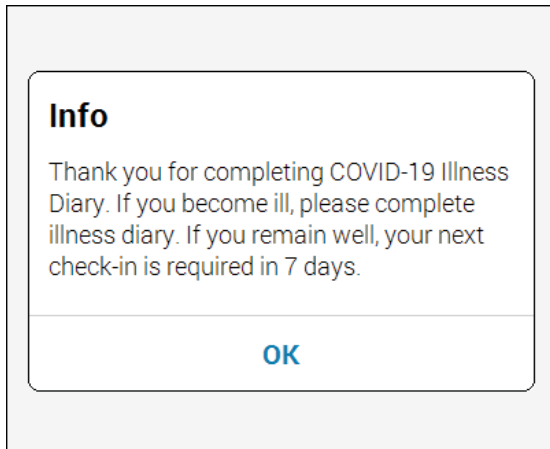 Info
Thank you for completing COVID-19 Illness
Diary. If you become ill, please complete
illness diary. If you remain well, your next
check-in is required in 7 days.
OK